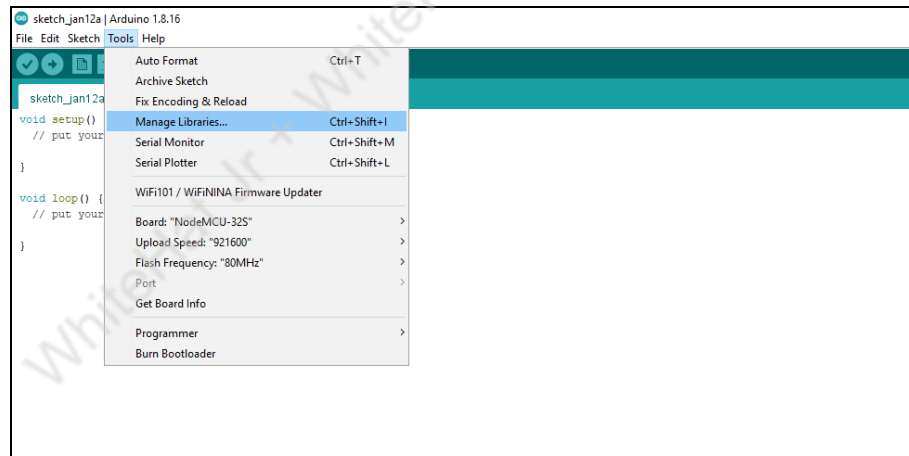 sketch_jan12a | Arduino 1.8.16
File Edit Sketch Tools Help
sketch_jan12a
void setup()
// put your
}
void loop() {
// put your
}
Auto Format Ctrl+T
Archive Sketch
Fix Encoding & Reload
Manage Libraries... Ctrl+Shift+I
Serial Monitor Ctrl+Shift+M
Serial Plotter Ctrl+Shift+L
WiFi101 / WiFiNINA Firmware Updater
Board: "NodeMCU-32S"
Upload Speed: "921600"
Flash Frequency: "80MHz"
Port
Get Board Info
Programmer
Burn Bootloader
WhiteHat Jr + White